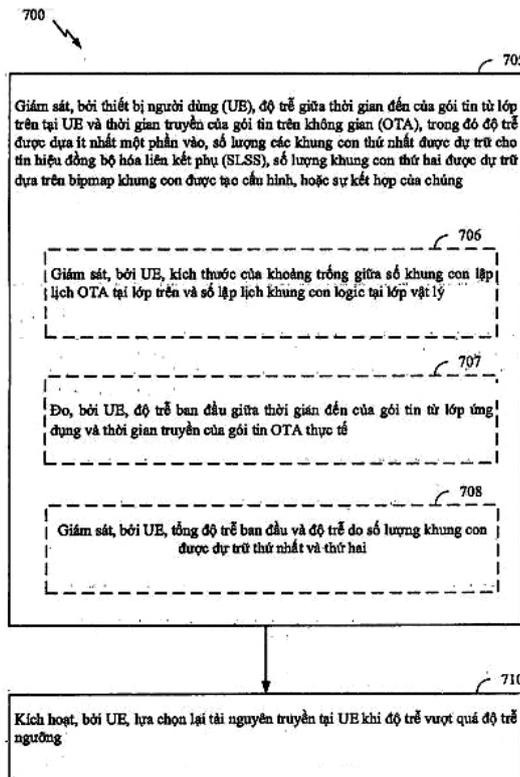 700
705
Giám sát, bởi thiết bị người dùng (UE), độ trễ giữa thời gian đến của gói tin từ lớp
trên tại UE và thời gian truyền của gói tin trên không gian (OTA), trong đó độ trễ
được dựa ít nhất một phần vào, số lượng các khung con thứ nhất được dự trữ cho
tín hiệu đồng bộ hóa liên kết phụ (SLSS), số lượng khung con thứ hai được dự trữ
dựa trên bipmap khung con được tạo cấu hình, hoặc sự kết hợp của chúng
706
Giám sát, bởi UE, kích thước của khoảng trống giữa số khung con lập
lịch OTA tại lớp trên và số lập lịch khung con logic tại lớp vật lý
707
Đo, bởi UE, độ trễ ban đầu giữa thời gian đến của gói tin từ lớp ứng
dụng và thời gian truyền của gói tin OTA thực tế
708
Giám sát, bởi UE, tổng độ trễ ban đầu và độ trễ do số lượng khung con
được dự trữ thứ nhất và thứ hai
710
Kích hoạt, bởi UE, lựa chọn lại tài nguyên truyền tại UE khi độ trễ vượt quá độ trễ
ngưỡng